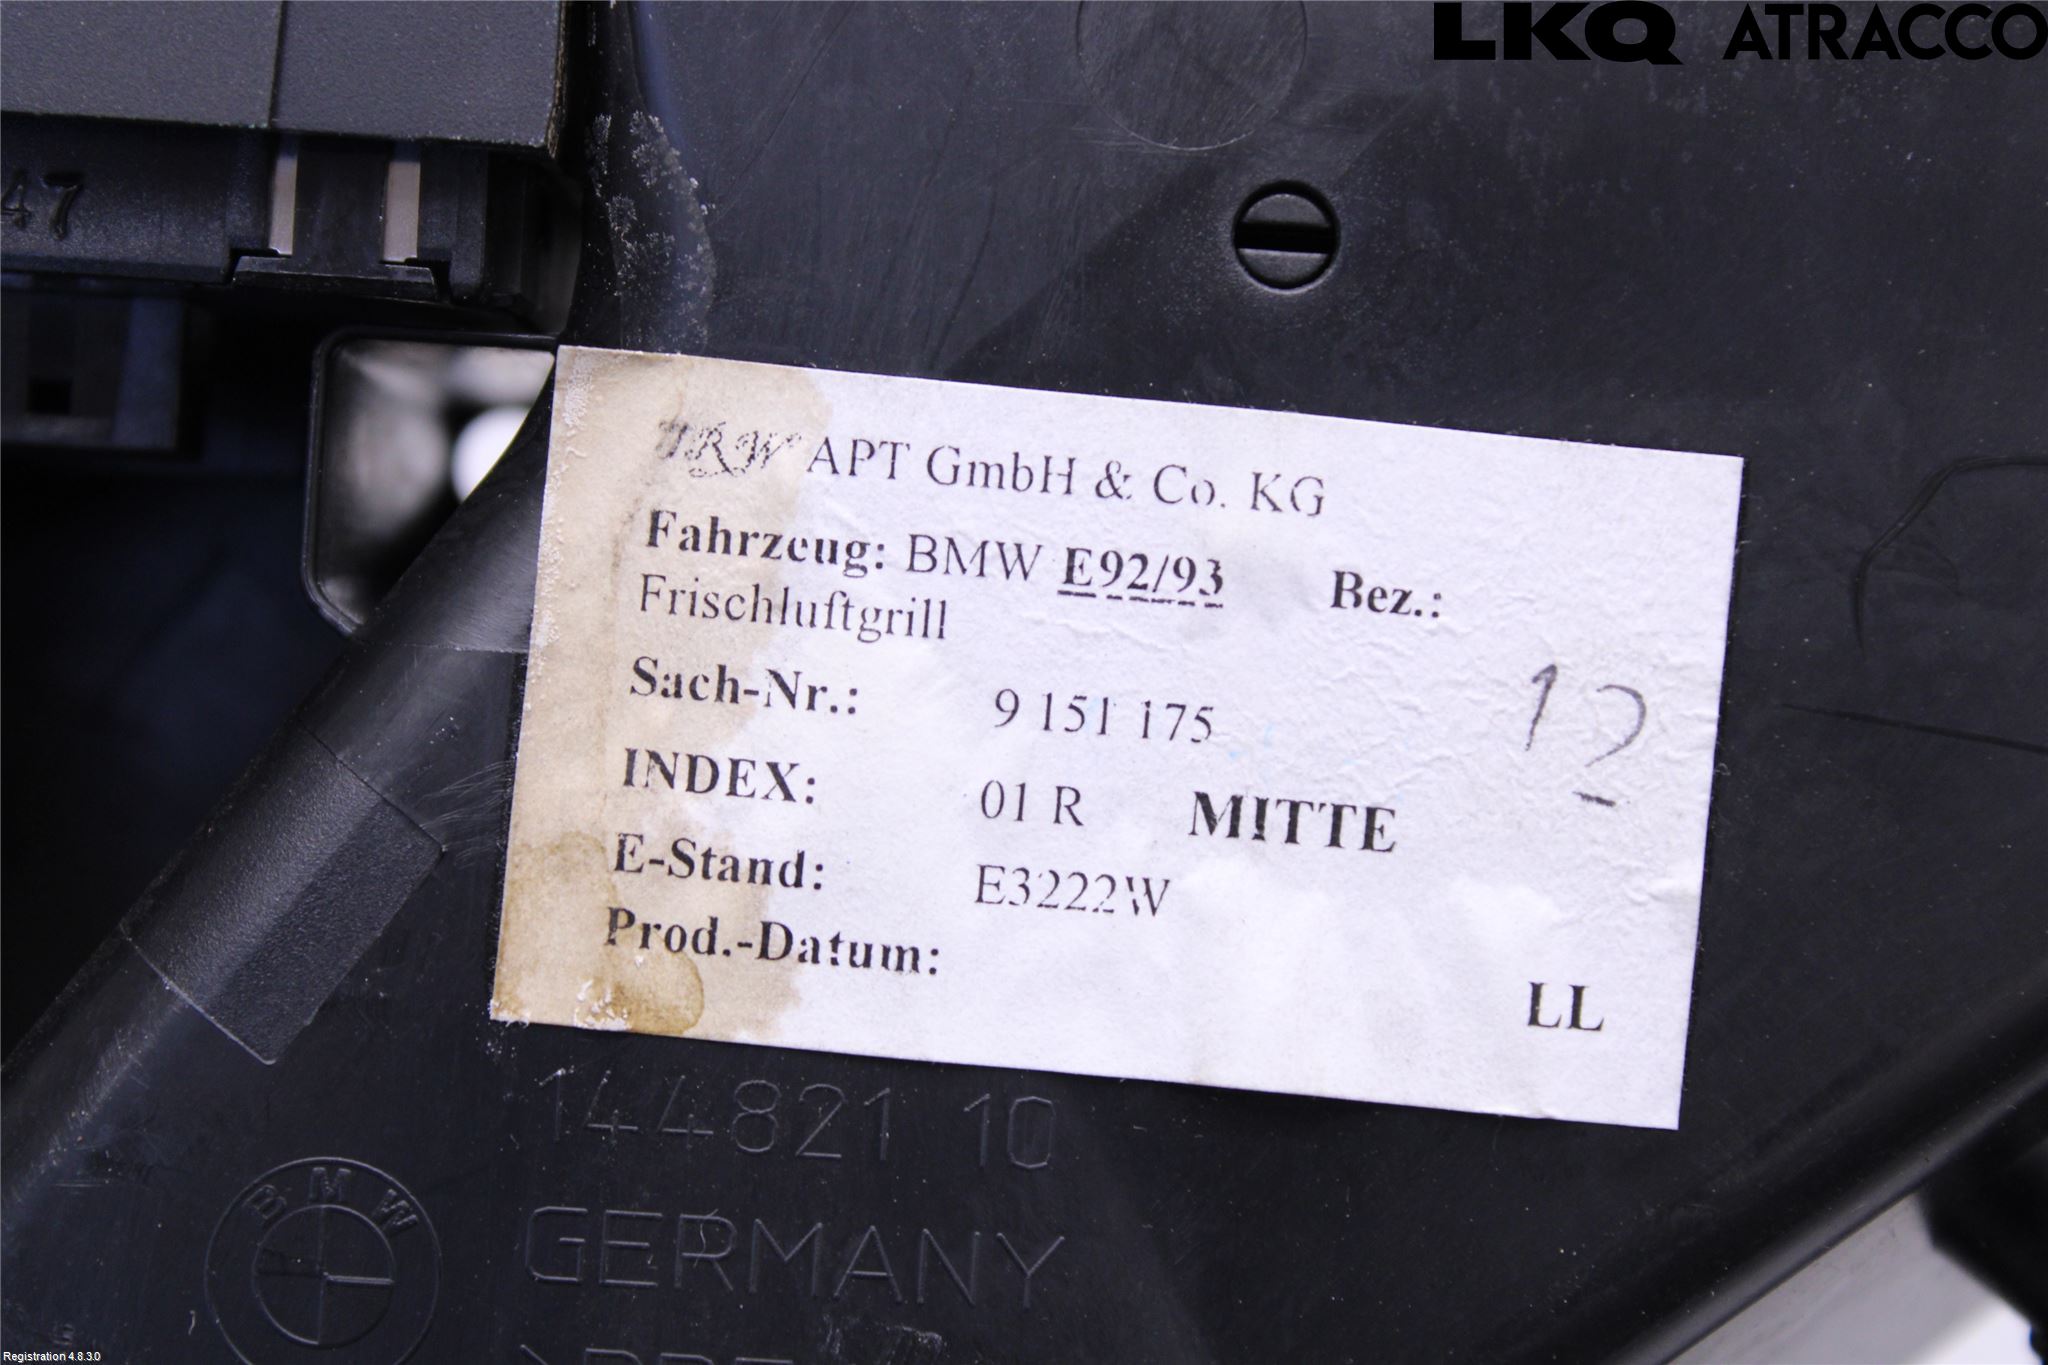 LKQ ATRACCO
47
APT GmbH & Co. KG
Fahrzeug: BMW E92/93 Bez.:
Frischluftgrill
Sach-Nr.: 9 151 175
12
INDEX: 01 R MITTE
E-Stand: E3222W
Prod.-Datum:
LL
144821 10
BMW
GERMANY
Registration 4.8.3.0